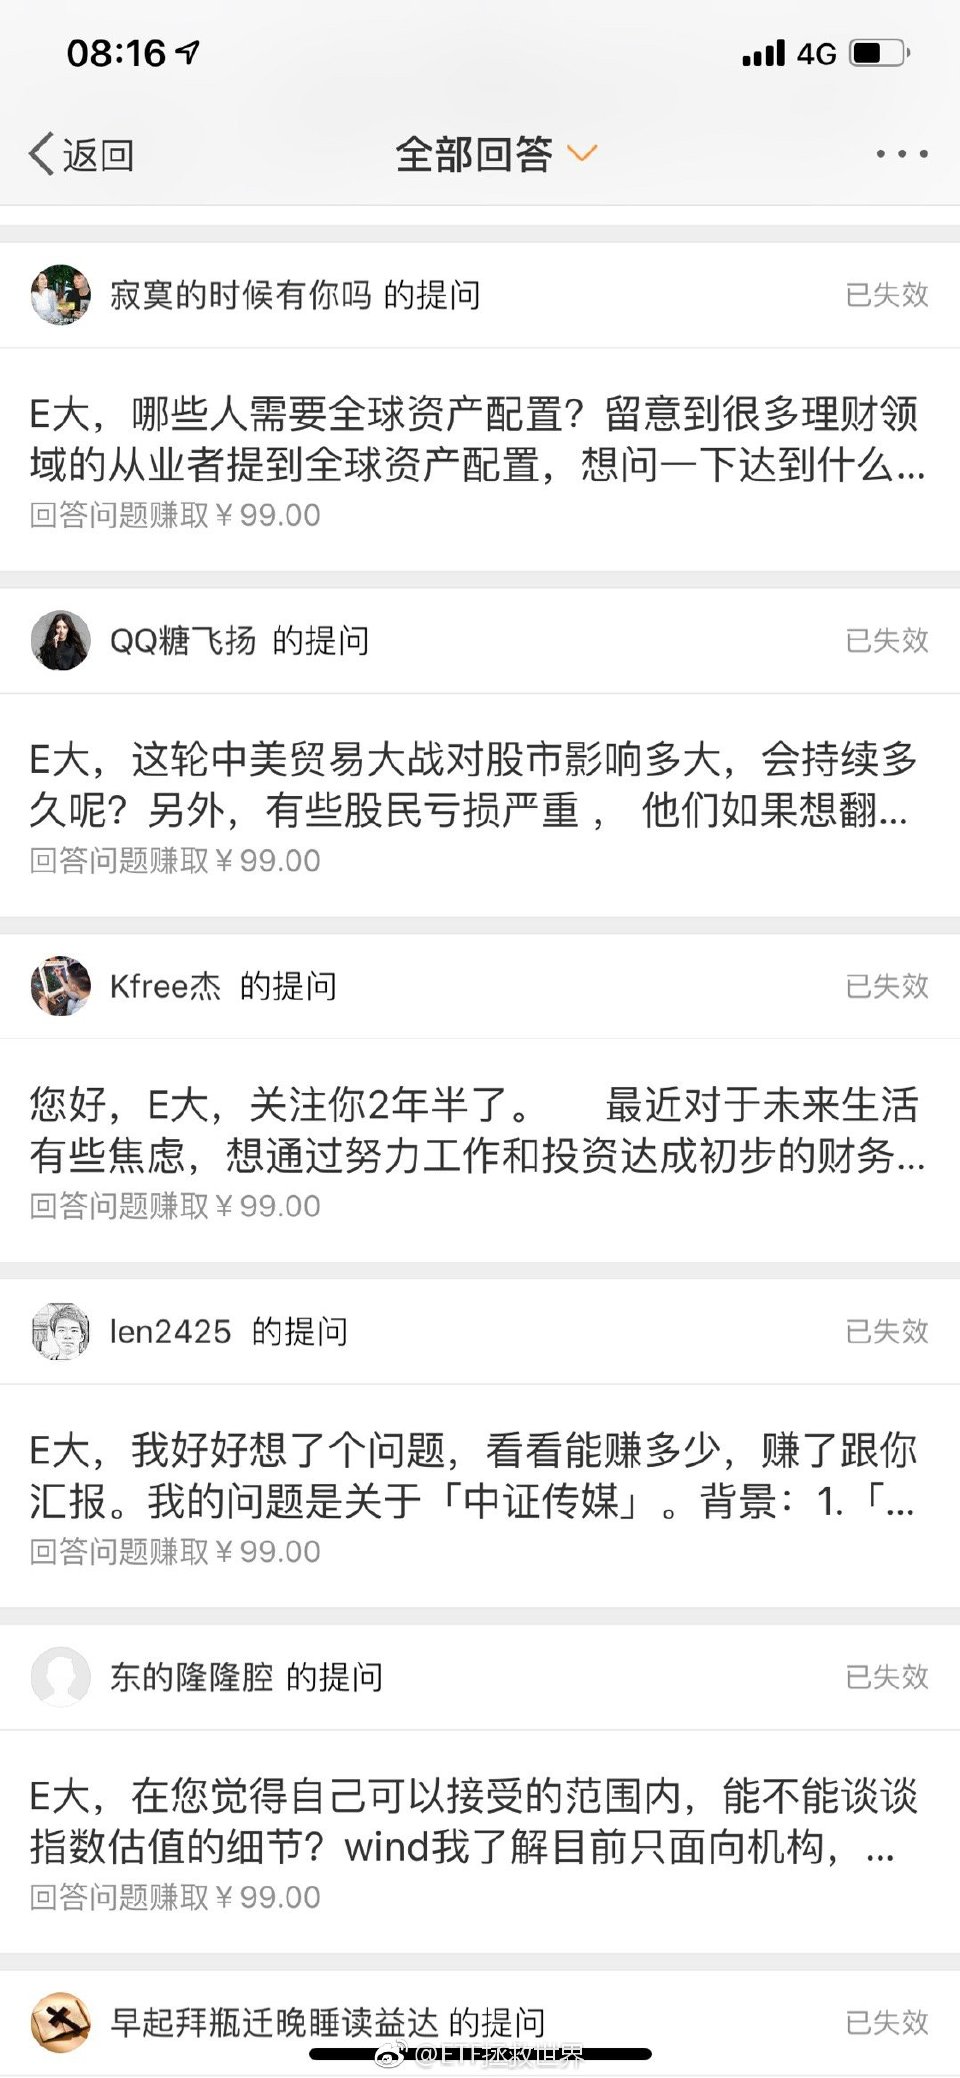 08:16
4G
返回
全部回答
寂寞的时候有你吗 的提问
已失效
E大，哪些人需要全球资产配置？留意到很多理财领
域的从业者提到全球资产配置，想问一下达到什么...
回答问题赚取￥99.00
QQ糖飞扬 的提问
已失效
E大，这轮中美贸易大战对股市影响多大，会持续多
久呢？另外，有些股民亏损严重 ， 他们如果想翻...
回答问题赚取￥99.00
Kfree杰 的提问
已失效
您好，E大，关注你2年半了。 最近对于未来生活
有些焦虑，想通过努力工作和投资达成初步的财务...
回答问题赚取￥99.00
len2425 的提问
已失效
E大，我好好想了个问题，看看能赚多少，赚了跟你
汇报。我的问题是关于「中证传媒」。背景：1.「...
回答问题赚取￥99.00
东的隆隆腔 的提问
已失效
E大，在您觉得自己可以接受的范围内，能不能谈谈
指数估值的细节？wind我了解目前只面向机构，...
回答问题赚取￥99.00
早起拜瓶迁晚睡读益达 的提问
已失效
@ETF拯救世界